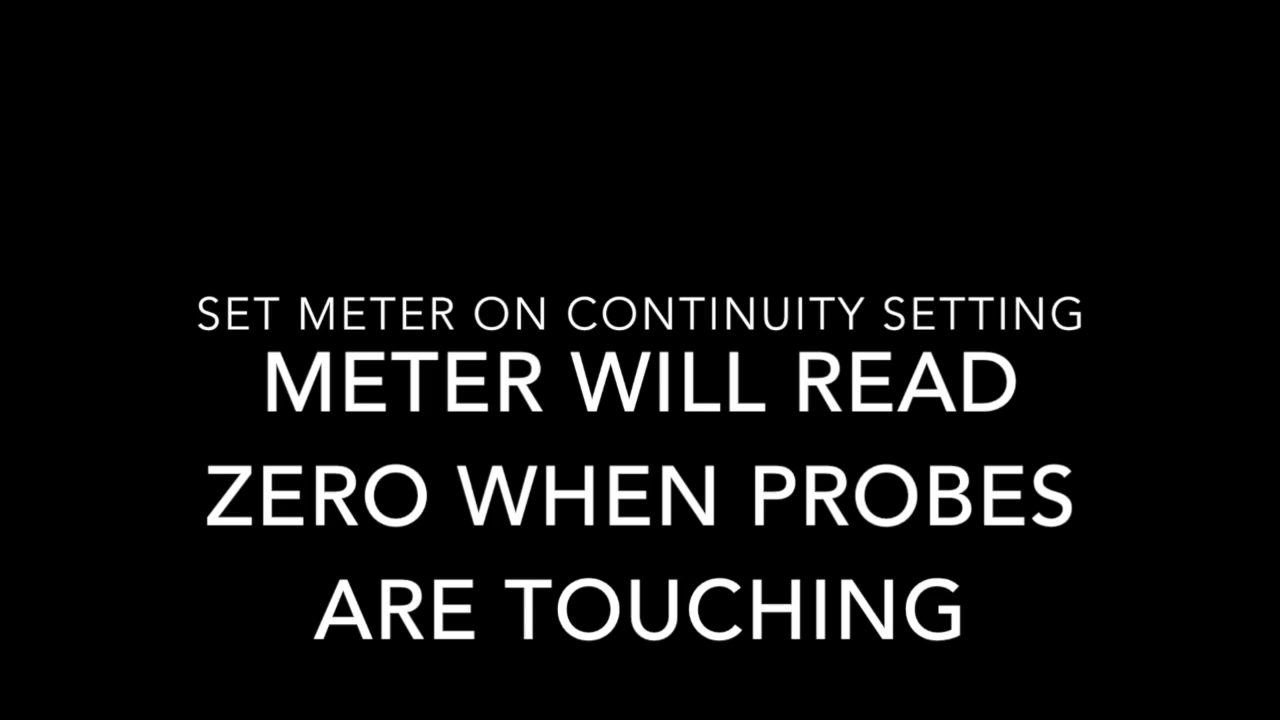 SET METER ON CONTINUITY SETTING
METER WILL READ
ZERO WHEN PROBES
ARE TOUCHING